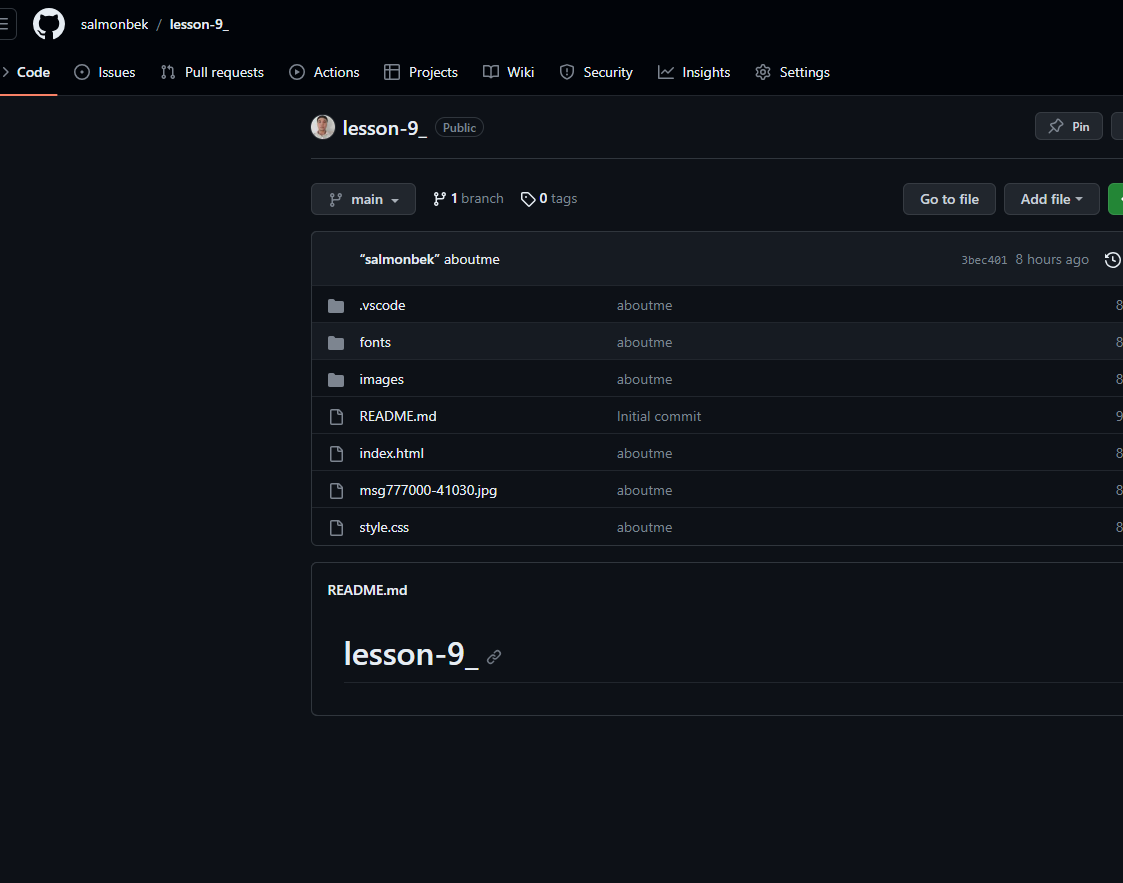 salmonbek / lesson-9_
Code Issues Pull requests Actions Projects Wiki Security Insights Settings
lesson-9_ Public Pin
main 1 branch 0 tags Go to file Add file
“salmonbek” aboutme 3bec401 8 hours ago
.vscode aboutme 8
fonts aboutme 8
images aboutme 8
README.md Initial commit 9
index.html aboutme 8
msg777000-41030.jpg aboutme 8
style.css aboutme 8
README.md
lesson-9_